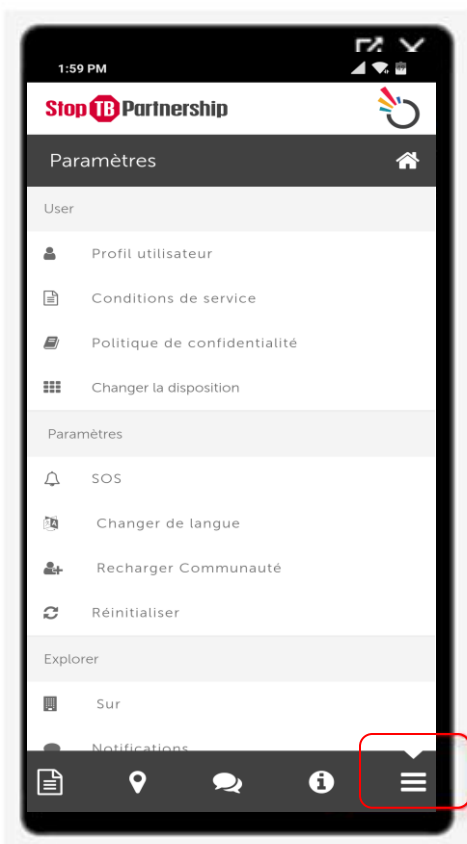 1:59 PM
Stop TB Partnership
Paramètres
User
Profil utilisateur
Conditions de service
Politique de confidentialité
Changer la disposition
Paramètres
SOS
Changer de langue
Recharger Communauté
Réinitialiser
Explorer
Sur
Notifications